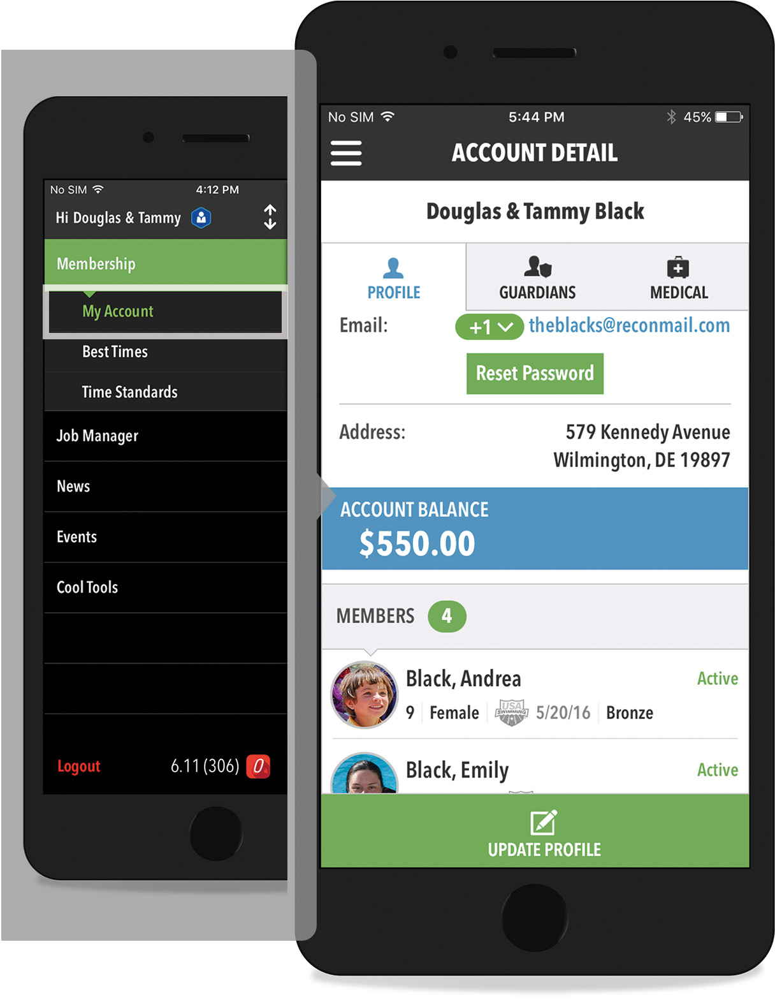 No SIM 4:12 PM
Hi Douglas & Tammy
Membership
My Account
Best Times
Time Standards
Job Manager
News
Events
Cool Tools
Logout 6.11 (306)
No SIM 5:44 PM 45%
ACCOUNT DETAIL
Douglas & Tammy Black
PROFILE GUARDIANS MEDICAL
Email: +1 theblacks@reconmail.com
Reset Password
Address: 579 Kennedy Avenue
Wilmington, DE 19897
ACCOUNT BALANCE
$550.00
MEMBERS 4
Black, Andrea Active
9 Female USA SWIMMING 5/20/16 Bronze
Black, Emily Active
UPDATE PROFILE